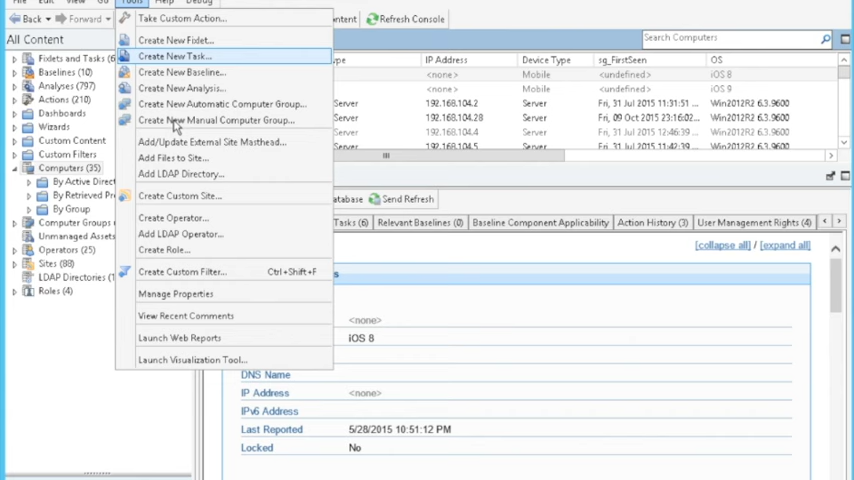 File Edit View Go Tools Help Debug
Back Forward
Refresh Console
All Content
Search Computers
Fixlets and Tasks (6
Baselines (10)
Analyses (797)
Actions (210)
Dashboards
Wizards
Custom Content
Custom Filters
Computers (35)
By Active Direct
By Retrieved Pr
By Group
Computer Groups
Unmanaged Assets
Operators (25)
Sites (88)
LDAP Directories (1)
Roles (4)
Take Custom Action...
Create New Fixlet...
Create New Task...
Create New Baseline...
Create New Analysis...
Create New Automatic Computer Group...
Create New Manual Computer Group...
Add/Update External Site Masthead...
Add Files to Site...
Add LDAP Directory...
Create Custom Site...
Create Operator...
Add LDAP Operator...
Create Role...
Create Custom Filter... Ctrl+Shift+F
Manage Properties
View Recent Comments
Launch Web Reports
Launch Visualization Tool...
IP Address Device Type sg_FirstSeen OS
<none> Mobile <undefined> iOS 8
<none> Mobile <undefined> iOS 8
192.168.104.2 Server Fri, 31 Jul 2015 11:31:51 ... Win2012R2 6.3.9600
192.168.104.28 Server Fri, 09 Oct 2015 23:16:02... Win2012R2 6.3.9600
192.168.104.4 Server Fri, 31 Jul 2015 12:46:39 ... Win2012R2 6.3.9600
192.168.104.5 Server Fri, 31 Jul 2015 11:42:39 Win2012R2 6.3.9600
Send Refresh
Tasks (6) Relevant Baselines (0) Baseline Component Applicability Action History (3) User Management Rights (4)
[collapse all] / [expand all]
<none>
iOS 8
DNS Name
IP Address <none>
IPv6 Address
Last Reported 5/28/2015 10:51:12 PM
Locked No